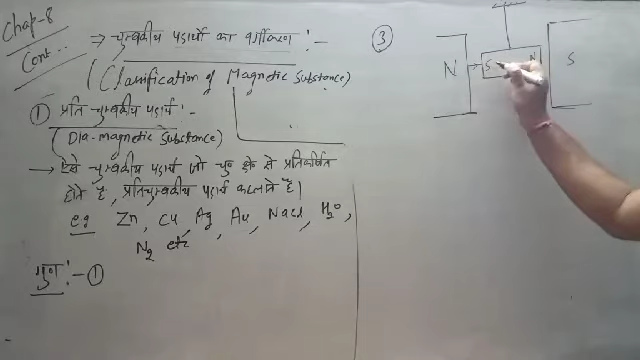 Chap-8
Cont...
→ चुम्बकीय पदार्थो का वर्गीकरण :-
(Classification of Magnetic Substance)
① प्रति चुम्बकीय पदार्थ :-
(Dia-magnetic Substance)
→ ऐसे चुम्बकीय पदार्थ जो चु० क्षे० से प्रतिकर्षित
होते है, प्रतिचुम्बकीय पदार्थ कहलाते है।
eg Zn, Cu, Ag, Au, Nacl, H2O,
N2 etc
गुण :- ①
③
N S N S